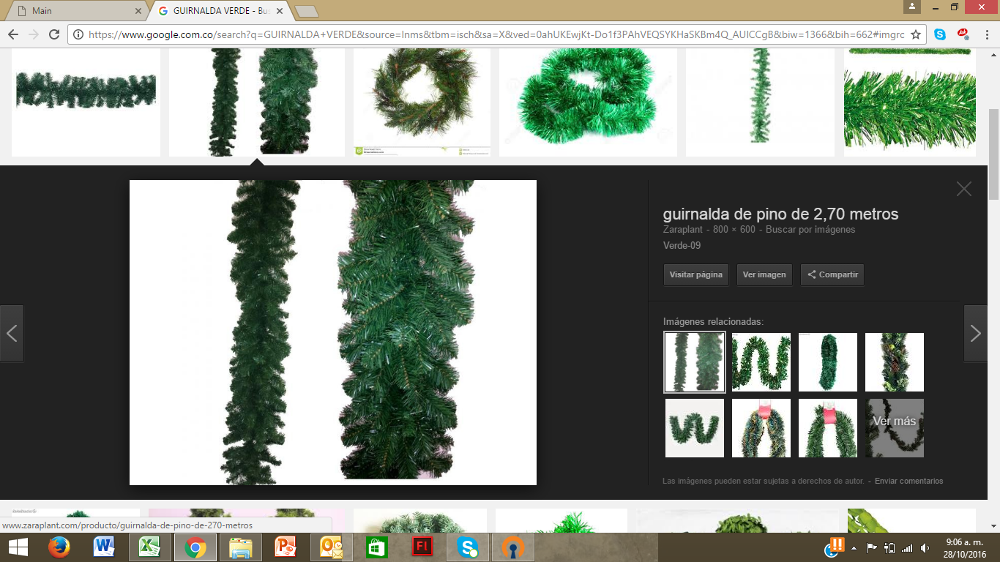 Main
GUIRNALDA VERDE - Bus
https://www.google.com.co/search?q=GUIRNALDA+VERDE&source=lnms&tbm=isch&sa=X&ved=0ahUKEwjKt-Do1f3PAhVEQSYKHaSKBm4Q_AUICCgB&biw=1366&bih=662#imgrc
guirnalda de pino de 2,70 metros
Zaraplant - 800 × 600 - Buscar por imágenes
Verde-09
Visitar página
Ver imagen
Compartir
Imágenes relacionadas:
Ver más
Las imágenes pueden estar sujetas a derechos de autor. - Enviar comentarios
www.zaraplant.com/producto/guirnalda-de-pino-de-270-metros
9:06 a. m.
28/10/2016